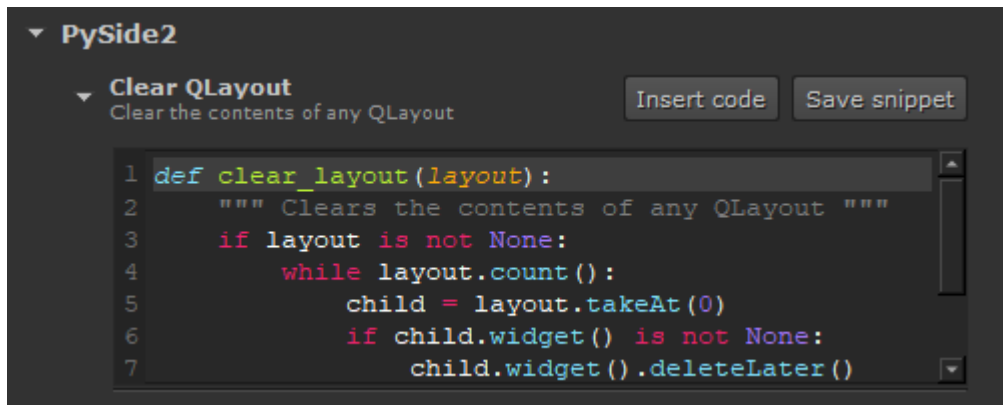 PySide2
Clear QLayout
Clear the contents of any QLayout
Insert code
Save snippet
1 def clear_layout(layout):
2     """ Clears the contents of any QLayout """
3     if layout is not None:
4         while layout.count():
5             child = layout.takeAt(0)
6             if child.widget() is not None:
7                 child.widget().deleteLater()